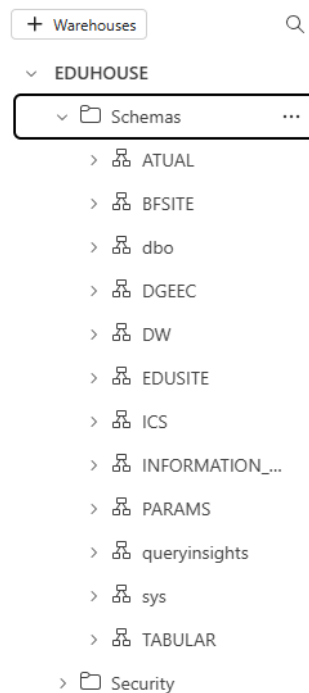 + Warehouses
EDUHOUSE
Schemas ...
ATUAL
BFSITE
dbo
DGEEC
DW
EDUSITE
ICS
INFORMATION_...
PARAMS
queryinsights
sys
TABULAR
Security